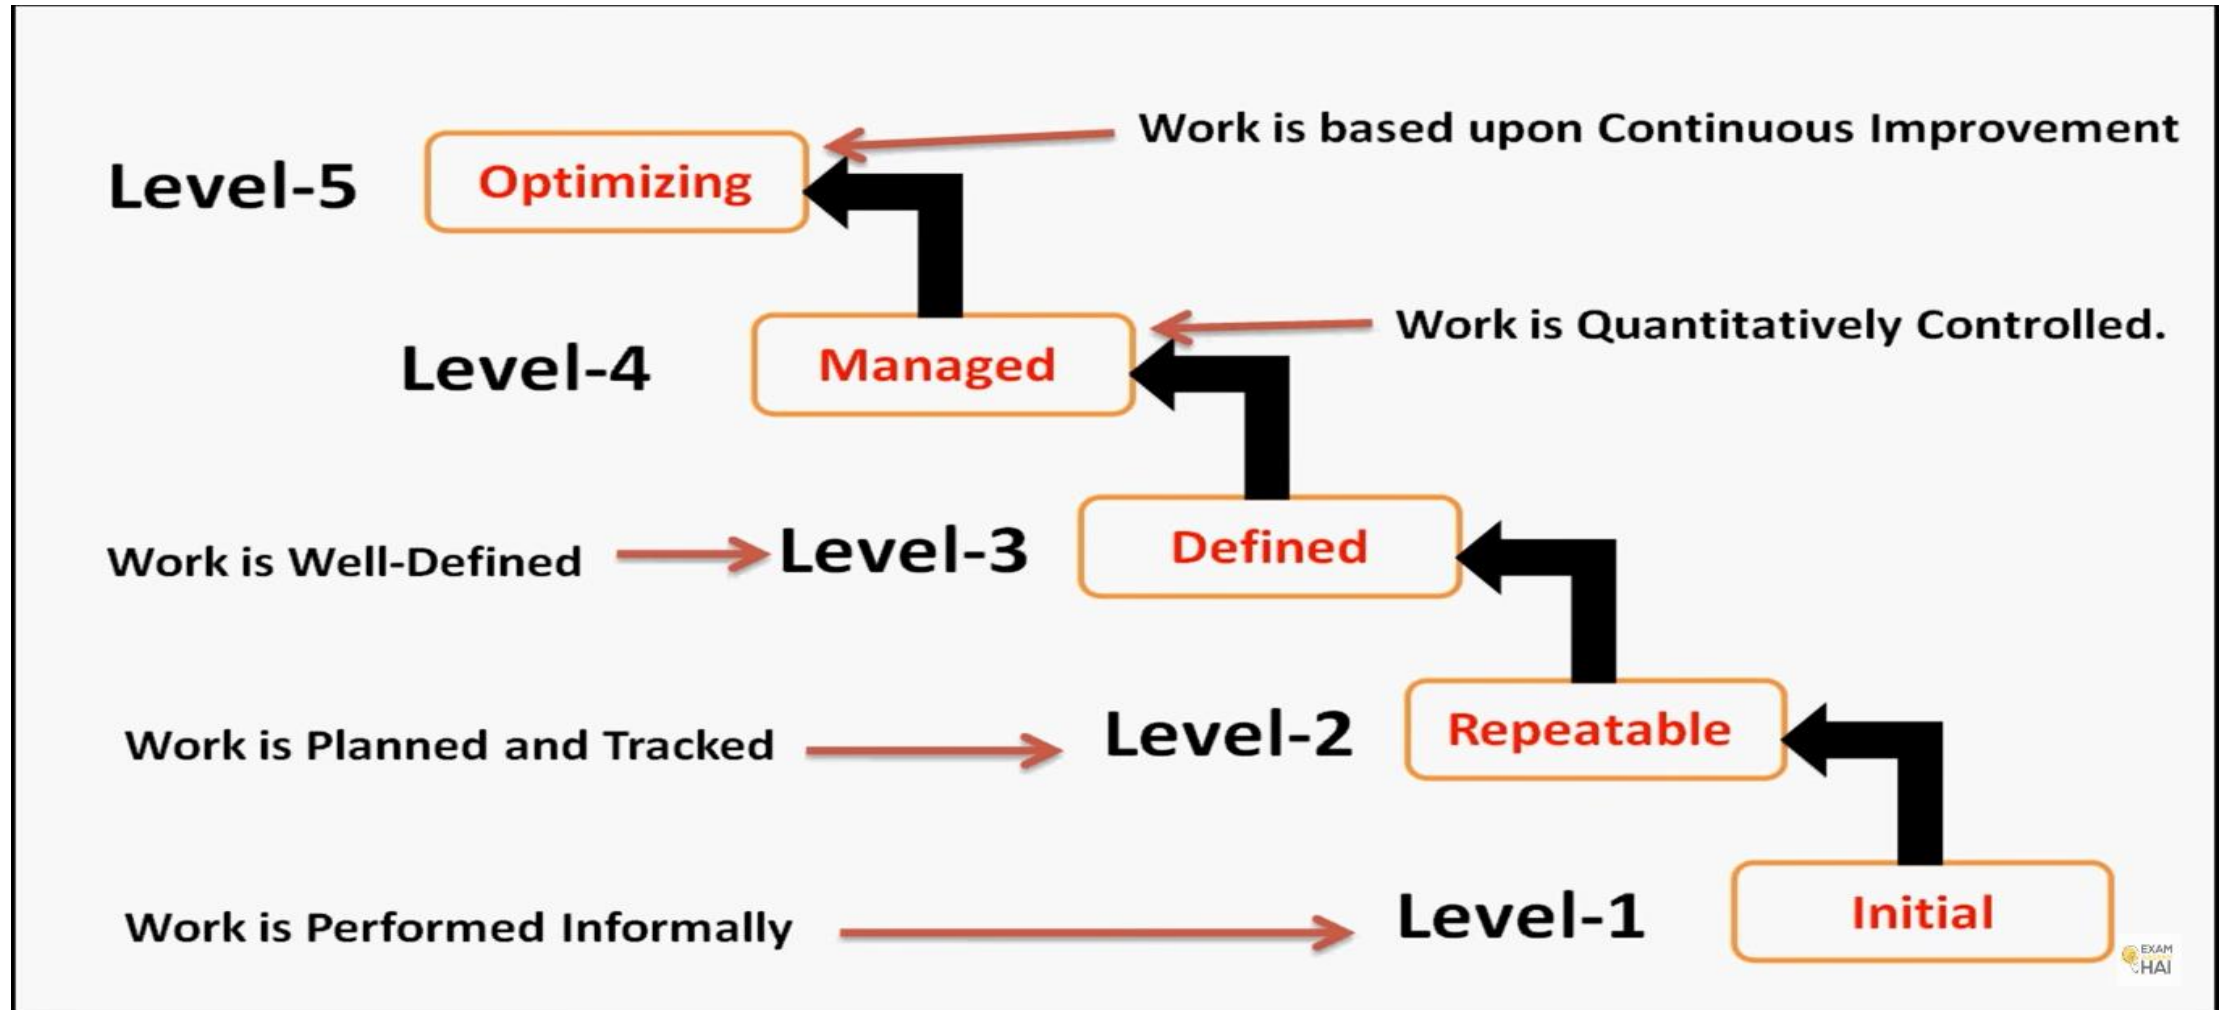 Work is based upon Continuous Improvement
Level-5 Optimizing
Work is Quantitatively Controlled.
Level-4 Managed
Work is Well-Defined Level-3 Defined
Work is Planned and Tracked Level-2 Repeatable
Work is Performed Informally Level-1 Initial
EXAM
HAI